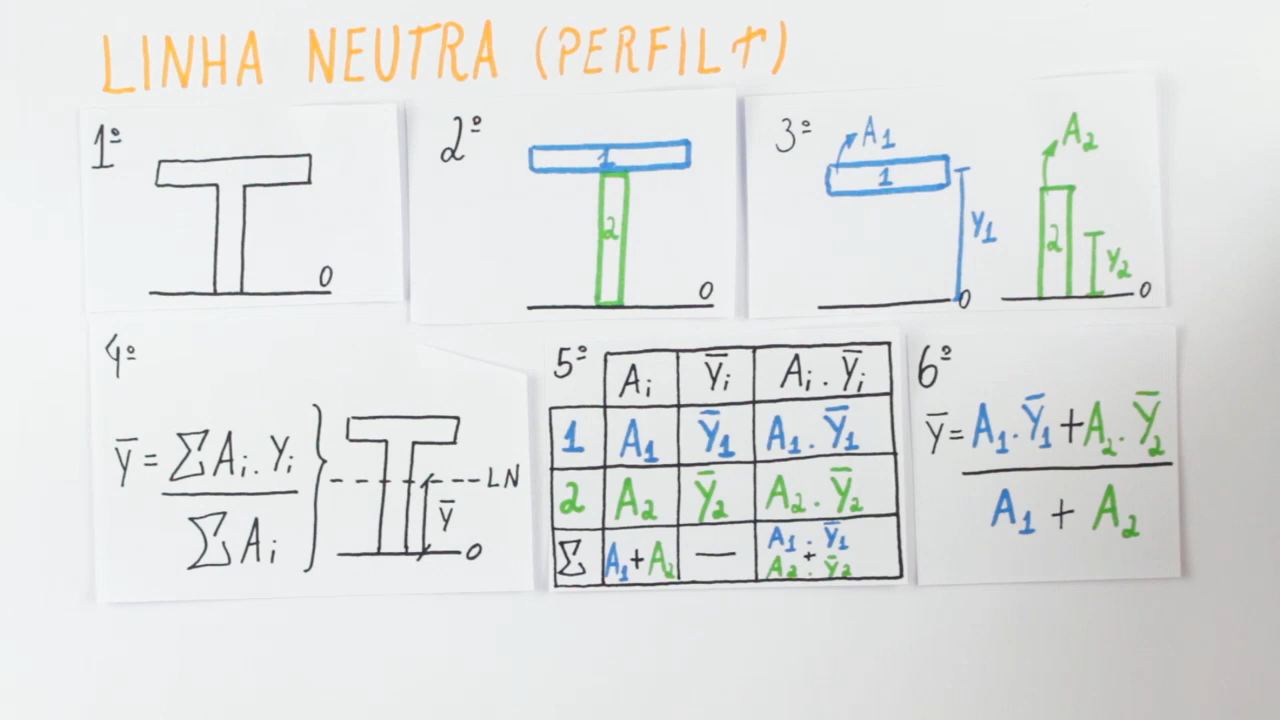 LINHA NEUTRA (PERFIL T)
1º
0
2º
1
2
0
3º
A₁
1
Y₁
0
A₂
2
Y₂
0
4º
Ȳ = ΣAᵢ.Yᵢ
ΣAᵢ
LN
Ȳ
0
5º
Aᵢ Ȳᵢ Aᵢ.Ȳᵢ
1 A₁ Ȳ₁ A₁.Ȳ₁
2 A₂ Ȳ₂ A₂.Ȳ₂
Σ A₁+A₂ — A₁.Ȳ₁
+
A₂.Ȳ₂
6º
Ȳ= A₁.Ȳ₁+A₂.Ȳ₂
A₁ + A₂